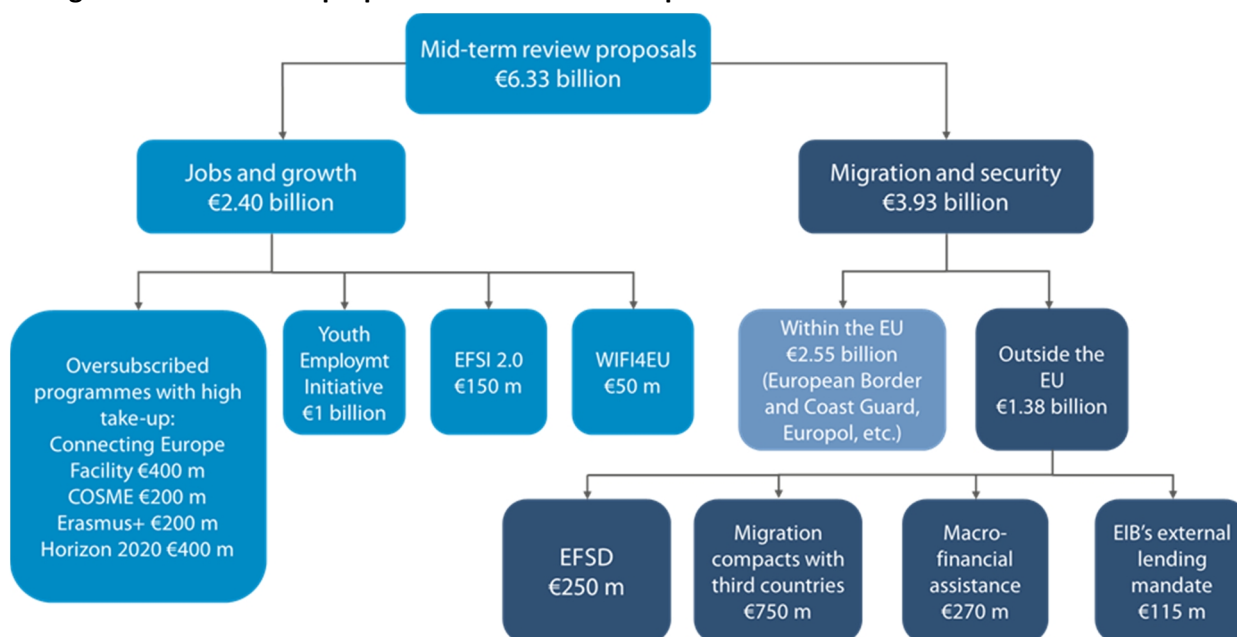 Mid-term review proposals
€6.33 billion
Jobs and growth
€2.40 billion
Migration and security
€3.93 billion
Oversubscribed
programmes with high
take-up:
Connecting Europe
Facility €400 m
COSME €200 m
Erasmus+ €200 m
Horizon 2020 €400 m
Youth
Employmt
Initiative
€1 billion
EFSI 2.0
€150 m
WIFI4EU
€50 m
Within the EU
€2.55 billion
(European Border
and Coast Guard,
Europol, etc.)
Outside the
EU
€1.38 billion
EFSD
€250 m
Migration
compacts with
third countries
€750 m
Macro-
financial
assistance
€270 m
EIB's external
lending
mandate
€115 m